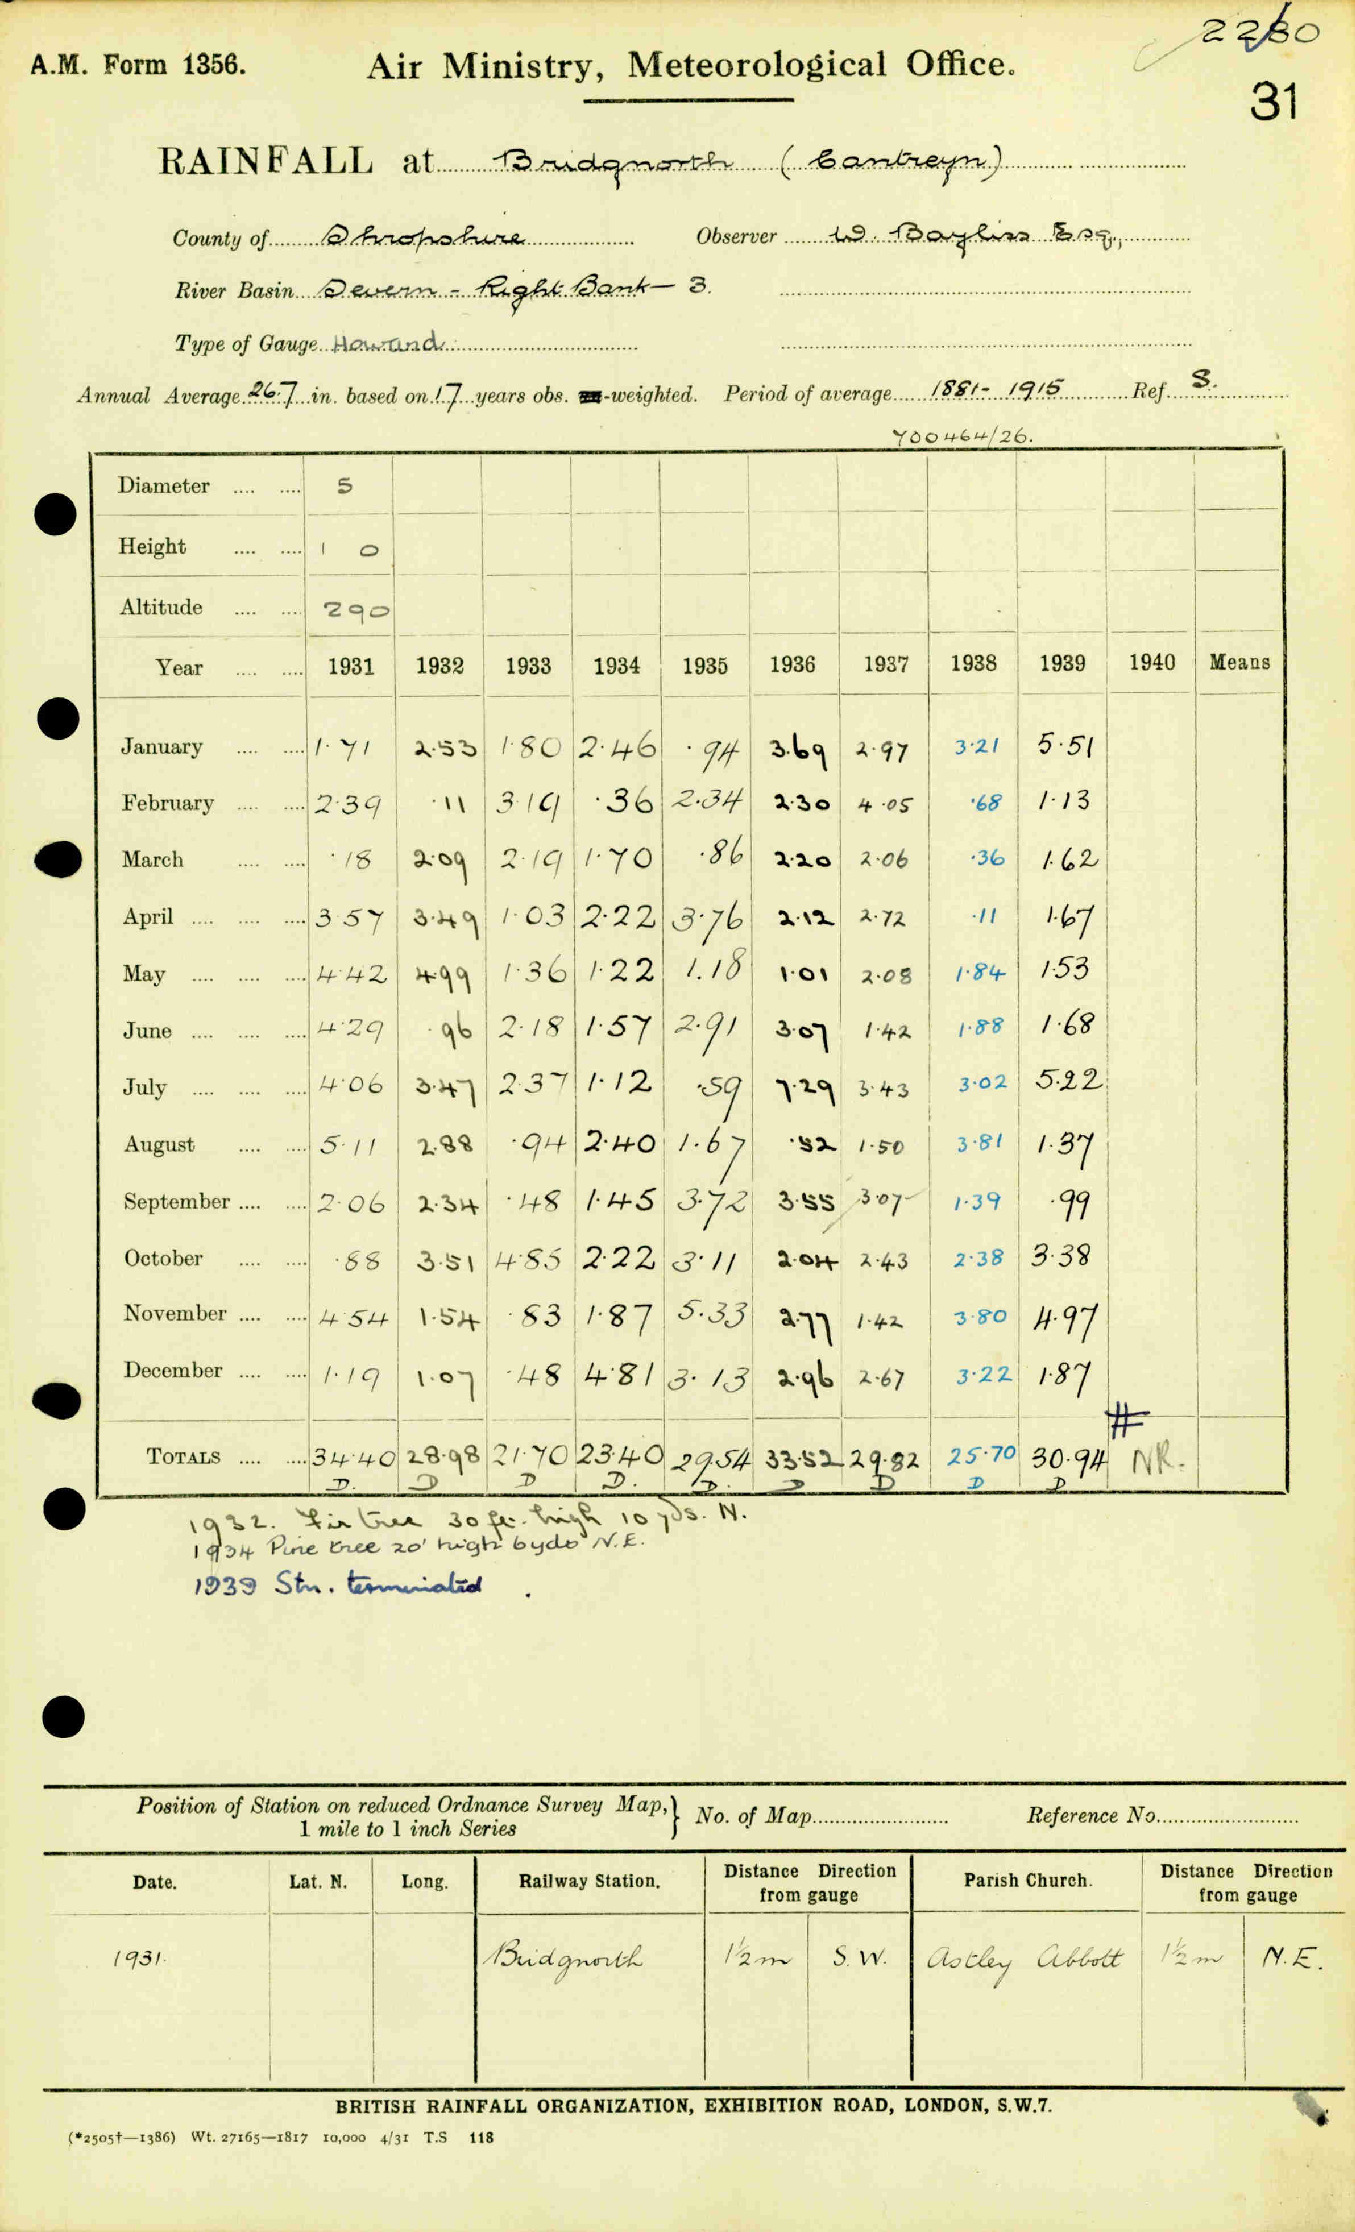 2280
31
A.M. Form 1356. Air Ministry, Meteorological Office.
RAINFALL at Bridgnorth (Cantreyn)
County of Shropshire Observer W. Bayliss Esq.,
River Basin Severn - Right Bank - 3.
Type of Gauge Howard
Annual Average 26.7 in. based on 17 years obs. -weighted. Period of average 1881- 1915 Ref. S.
700464/26.
Diameter .... .... 5
Height .... .... 1 0
Altitude .... .... 290
Year .... .... 1931 1932 1933 1934 1935 1936 1937 1938 1939 1940 Means
January .... .... 1.71 2.53 1.80 2.46 .94 3.69 2.97 3.21 5.51
February .... .... 2.39 .11 3.19 .36 2.34 2.30 4.05 .68 1.13
March .... .... .18 2.09 2.19 1.70 .86 2.20 2.06 .36 1.62
April .... .... .... 3.57 3.49 1.03 2.22 3.76 2.12 2.72 .11 1.67
May .... .... .... 4.42 4.99 1.36 1.22 1.18 1.01 2.08 1.84 1.53
June .... .... .... 4.29 .96 2.18 1.57 2.91 3.07 1.42 1.88 1.68
July .... .... .... 4.06 3.47 2.37 1.12 .59 7.29 3.43 3.02 5.22
August .... .... 5.11 2.88 .94 2.40 1.67 .52 1.50 3.81 1.37
September .... .... 2.06 2.34 .48 1.45 3.72 3.55 3.07 1.39 .99
October .... .... .88 3.51 4.85 2.22 3.11 2.04 2.43 2.38 3.38
November .... .... 4.54 1.54 .83 1.87 5.33 2.77 1.42 3.80 4.97
December .... .... 1.19 1.07 .48 4.81 3.13 2.96 2.67 3.22 1.87
#
TOTALS .... .... 34.40 28.98 21.70 23.40 29.54 33.52 29.82 25.70 30.94 NR.
D. D D D. D. D D D D
1932. Fir tree 30 ft. high 10 yds. N.
1934 Pine tree 20' high 6 yds N.E.
1939 Stn. terminated.
Position of Station on reduced Ordnance Survey Map, } No. of Map Reference No.
1 mile to 1 inch Series
Date. Lat. N. Long. Railway Station. Distance Direction from gauge Parish Church. Distance Direction from gauge
1931. Bridgnorth 1½m S.W. Astley Abbott 1½m N.E.
BRITISH RAINFALL ORGANIZATION, EXHIBITION ROAD, LONDON, S.W.7.
(*2505†—1386) Wt. 27165—1817 10,000 4/31 T.S 118